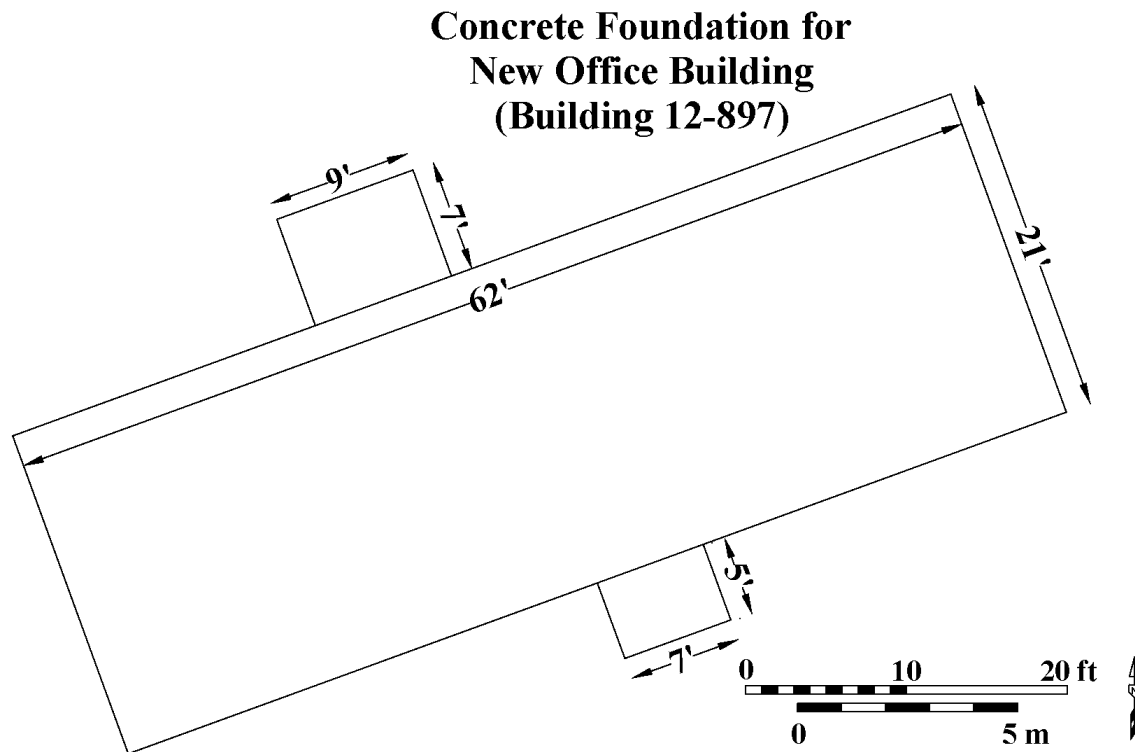 Concrete Foundation for
New Office Building
(Building 12-897)
9'
7'
62'
21'
5'
7'
0 10 20 ft
0 5 m